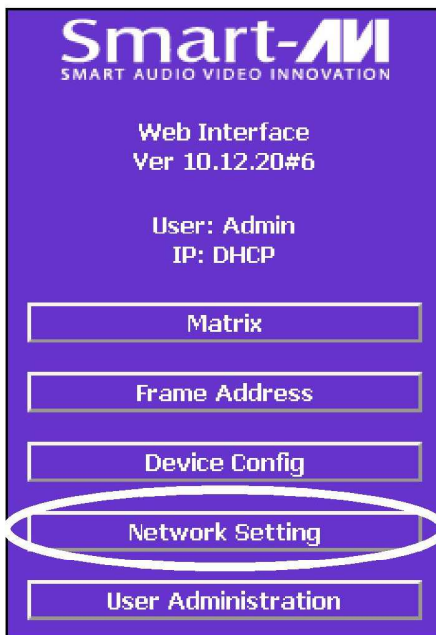 Smart-AVI
SMART AUDIO VIDEO INNOVATION
Web Interface
Ver 10.12.20#6
User: Admin
IP: DHCP
Matrix
Frame Address
Device Config
Network Setting
User Administration